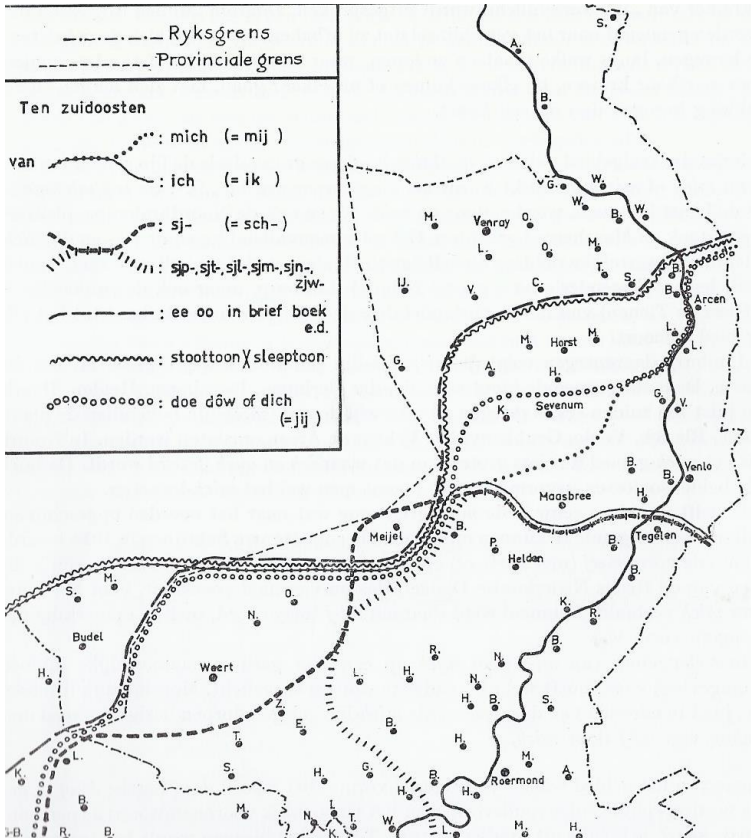 Ryksgrens
Provinciale grens
Ten zuidoosten
van
: mich (= mij )
: ich (= ik )
: sj- (= sch-)
: sjp-, sjt-, sjl-, sjm-, sjn-,
zjw-
: ee oo in brief boek
e.d.
: stoottoon\/sleeptoon
: doe dôw of dich
(=jij)
S.
A.
B.
G. W.
W.
B. W.
M. Venray O.
L. O. M.
T. S. B.
IJ. V. C. B.
Arcen
L.
L.
M. Horst M.
G. A. H.
G. V.
K. Sevenum
B. B. Venlo
Maasbree H.
Meijel B.
P. Helden B. Tegelen
B.
S. M.
O.
N. K. R.
Budel
R. N. B.
H. Weert L. H. N.
H. B. S.
Z.
E. B.
T. H.
L.
K. S. H. G. B. Roermond M. A.
H.
B. M. N. I. T. W.
K.
G-B. R. B. L. M. H.